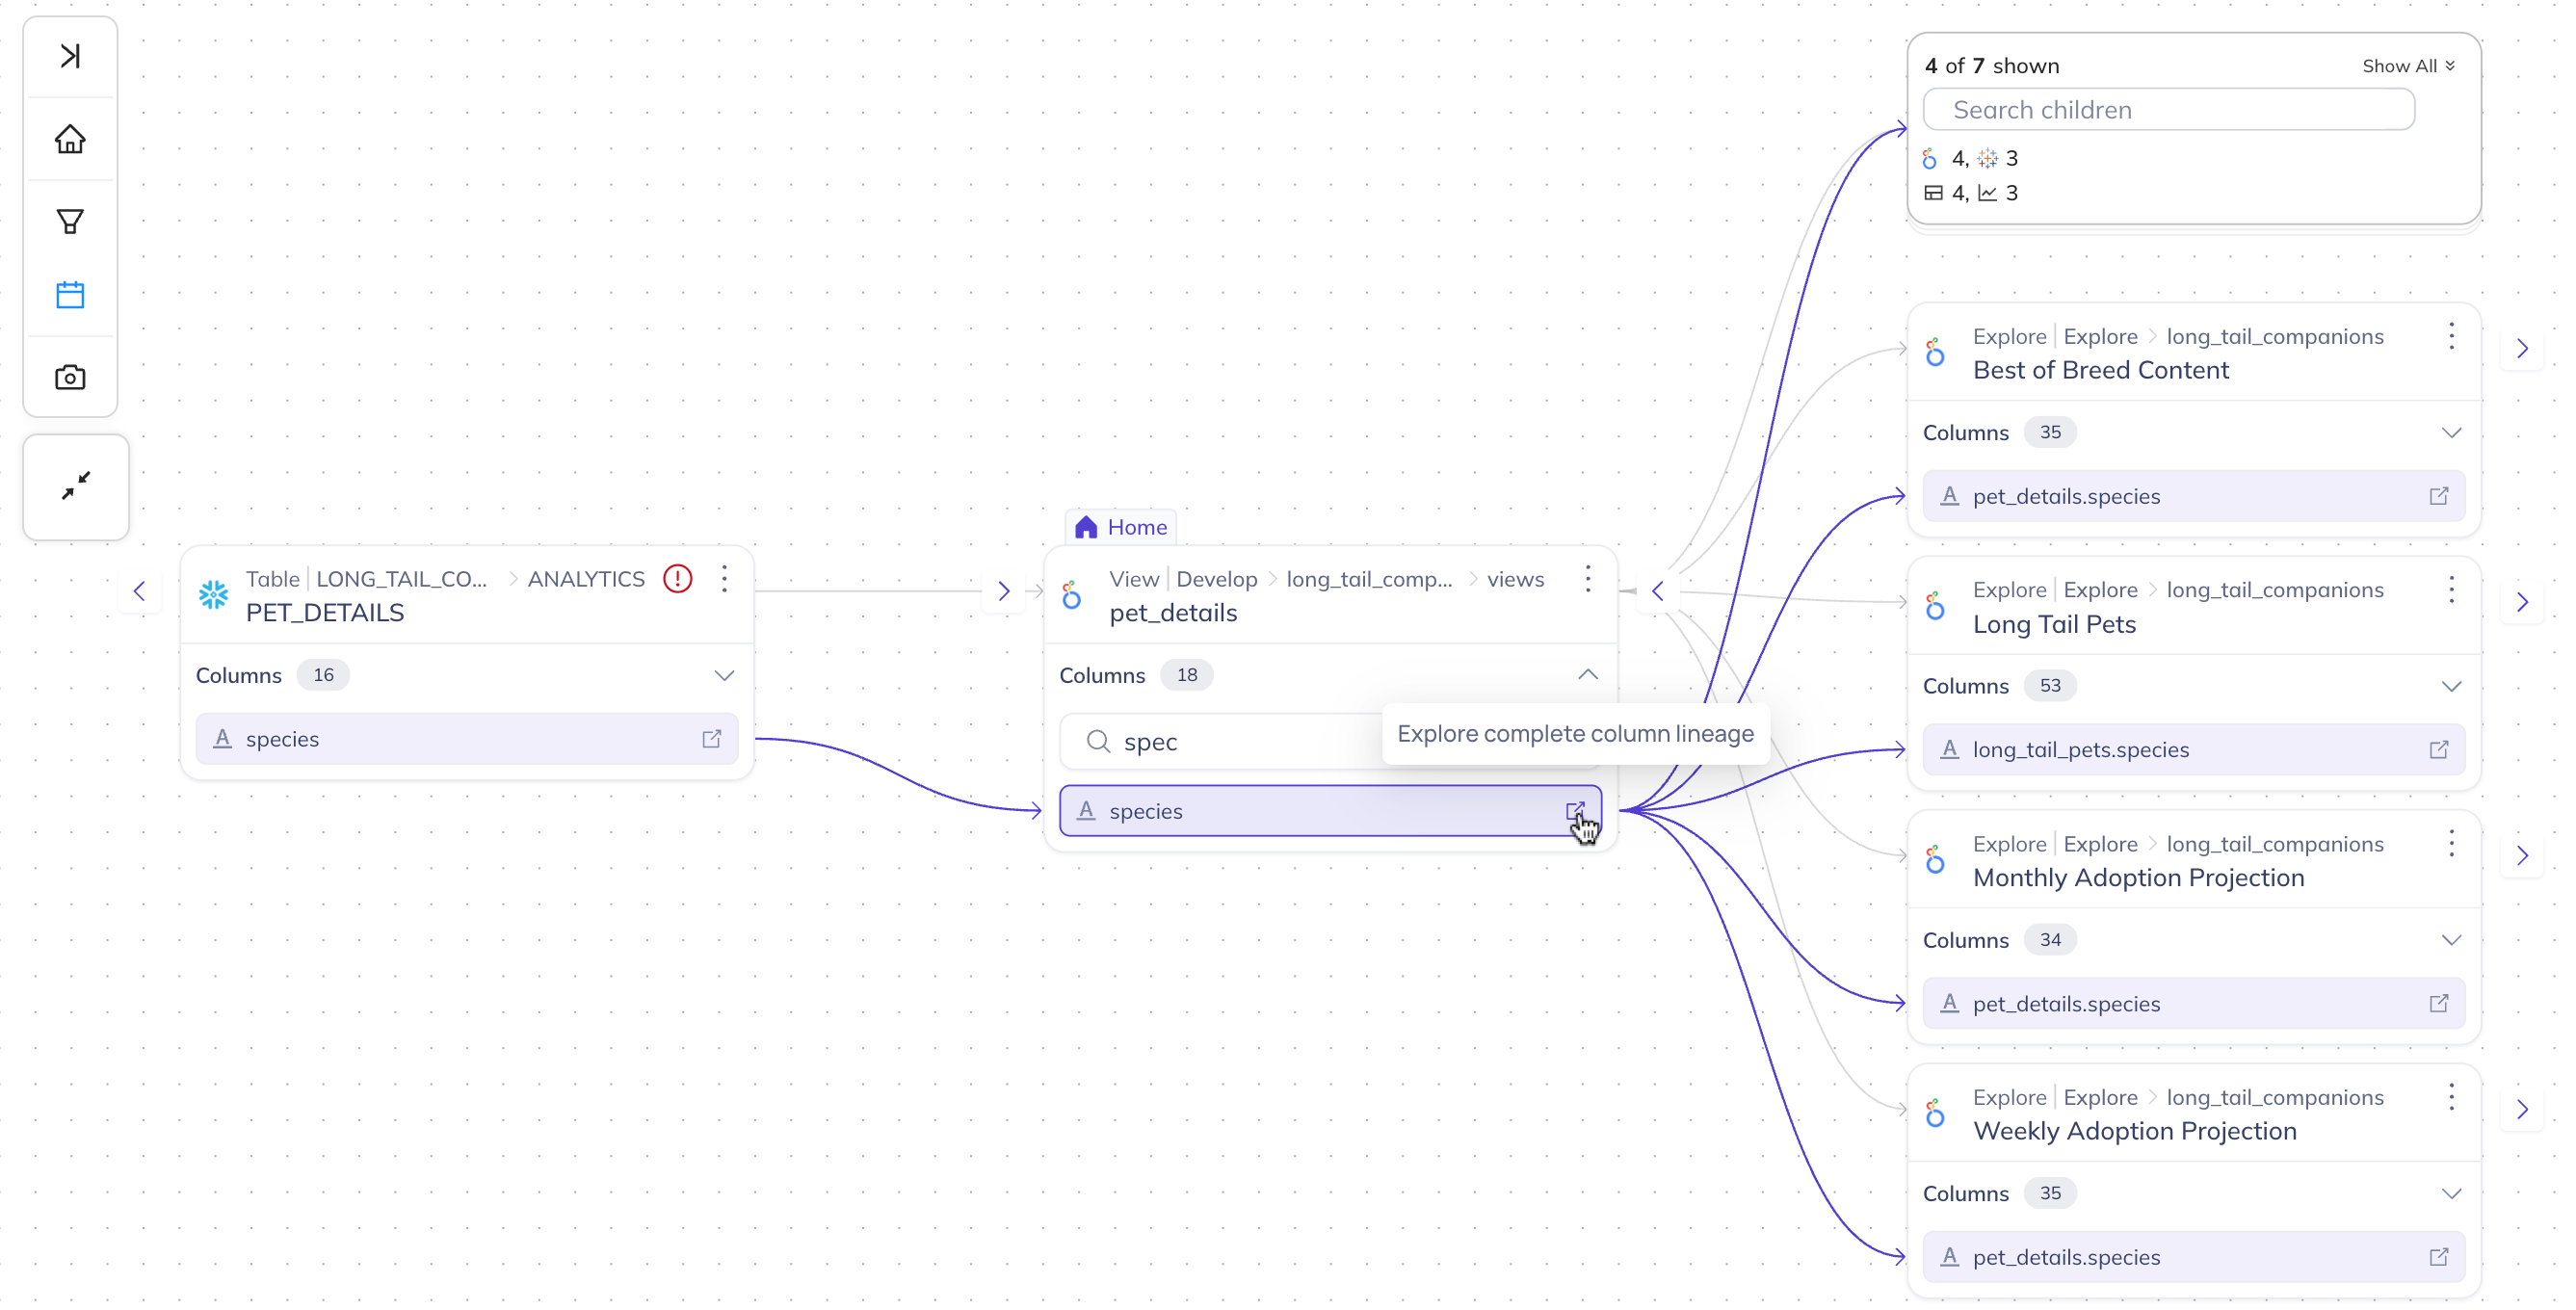 4 of 7 shown Show All
Search children
4, 3
4, 3
Explore Explore long_tail_companions
Best of Breed Content
Columns 35
A pet_details.species
Explore Explore long_tail_companions
Long Tail Pets
Columns 53
A long_tail_pets.species
Explore Explore long_tail_companions
Monthly Adoption Projection
Columns 34
A pet_details.species
Explore Explore long_tail_companions
Weekly Adoption Projection
Columns 35
A pet_details.species
Home
View Develop long_tail_comp... views
pet_details
Columns 18
spec
Explore complete column lineage
A species
Table LONG_TAIL_CO... ANALYTICS
PET_DETAILS
Columns 16
A species